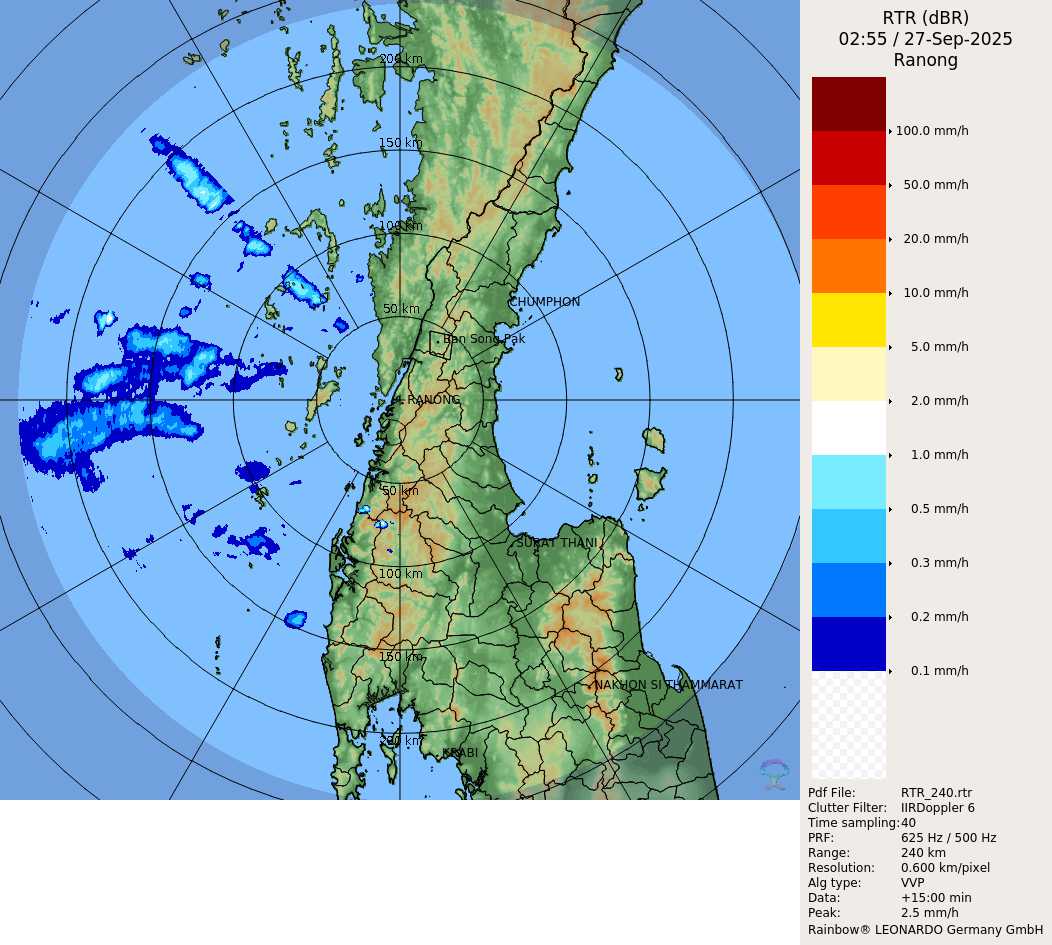 RTR (dBR)
02:55 / 27-Sep-2025
Ranong
100.0 mm/h
50.0 mm/h
20.0 mm/h
10.0 mm/h
5.0 mm/h
2.0 mm/h
1.0 mm/h
0.5 mm/h
0.3 mm/h
0.2 mm/h
0.1 mm/h
Pdf File: RTR_240.rtr
Clutter Filter: IIRDoppler 6
Time sampling: 40
PRF: 625 Hz / 500 Hz
Range: 240 km
Resolution: 0.600 km/pixel
Alg type: VVP
Data: +15:00 min
Peak: 2.5 mm/h
Rainbow® LEONARDO Germany GmbH
200 km
150 km
100 km
50 km
CHUMPHON
Ban Song Pak
RANONG
50 km
SURAT THANI
100 km
150 km
NAKHON SI THAMMARAT
200 km
KRABI